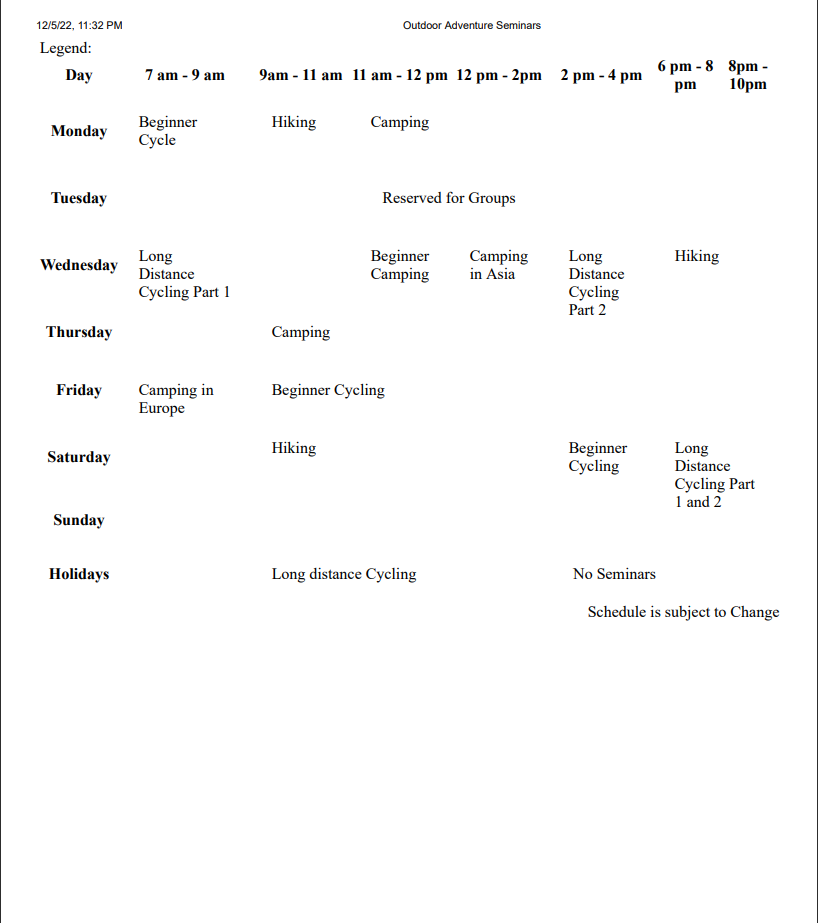 12/5/22, 11:32 PM Outdoor Adventure Seminars
Legend:
Day 7 am - 9 am 9am - 11 am 11 am - 12 pm 12 pm - 2pm 2 pm - 4 pm 6 pm - 8 pm 8pm - 10pm
Monday Beginner Cycle Hiking Camping
Tuesday Reserved for Groups
Wednesday Long Distance Cycling Part 1 Beginner Camping Camping in Asia Long Distance Cycling Part 2 Hiking
Thursday Camping
Friday Camping in Europe Beginner Cycling
Saturday Hiking Beginner Cycling Long Distance Cycling Part 1 and 2
Sunday
Holidays Long distance Cycling No Seminars
Schedule is subject to Change